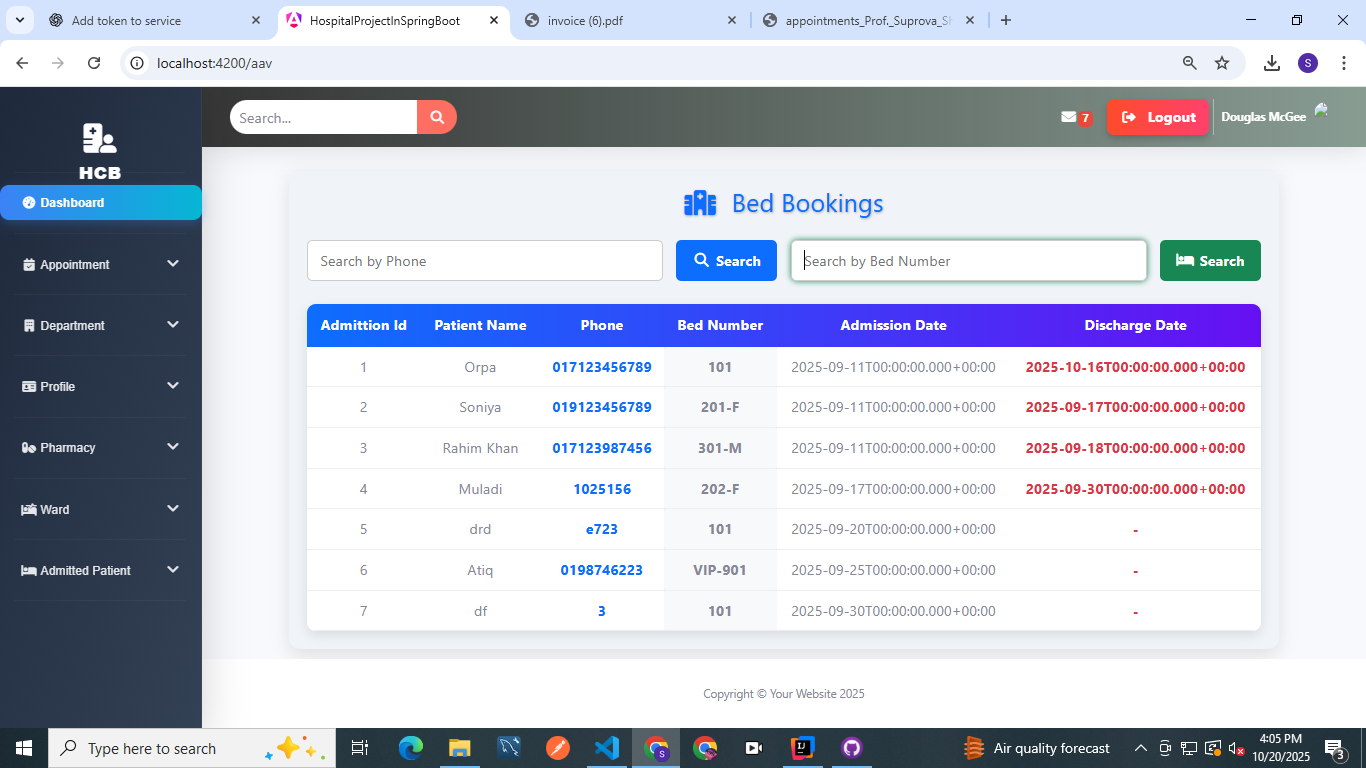 Add token to service
HospitalProjectInSpringBoot
invoice (6).pdf
appointments_Prof._Suprova_
localhost:4200/aav
S
HCB
Dashboard
Appointment
Department
Profile
Pharmacy
Ward
Admitted Patient
Search...
7
Logout
Douglas McGee
Bed Bookings
Search by Phone
Search
Search by Bed Number
Search
Admittion Id Patient Name Phone Bed Number Admission Date Discharge Date
1 Orpa 017123456789 101 2025-09-11T00:00:00.000+00:00 2025-10-16T00:00:00.000+00:00
2 Soniya 019123456789 201-F 2025-09-11T00:00:00.000+00:00 2025-09-17T00:00:00.000+00:00
3 Rahim Khan 017123987456 301-M 2025-09-11T00:00:00.000+00:00 2025-09-18T00:00:00.000+00:00
4 Muladi 1025156 202-F 2025-09-17T00:00:00.000+00:00 2025-09-30T00:00:00.000+00:00
5 drd e723 101 2025-09-20T00:00:00.000+00:00 -
6 Atiq 0198746223 VIP-901 2025-09-25T00:00:00.000+00:00 -
7 df 3 101 2025-09-30T00:00:00.000+00:00 -
Copyright © Your Website 2025
Type here to search
Air quality forecast
4:05 PM
10/20/2025
3